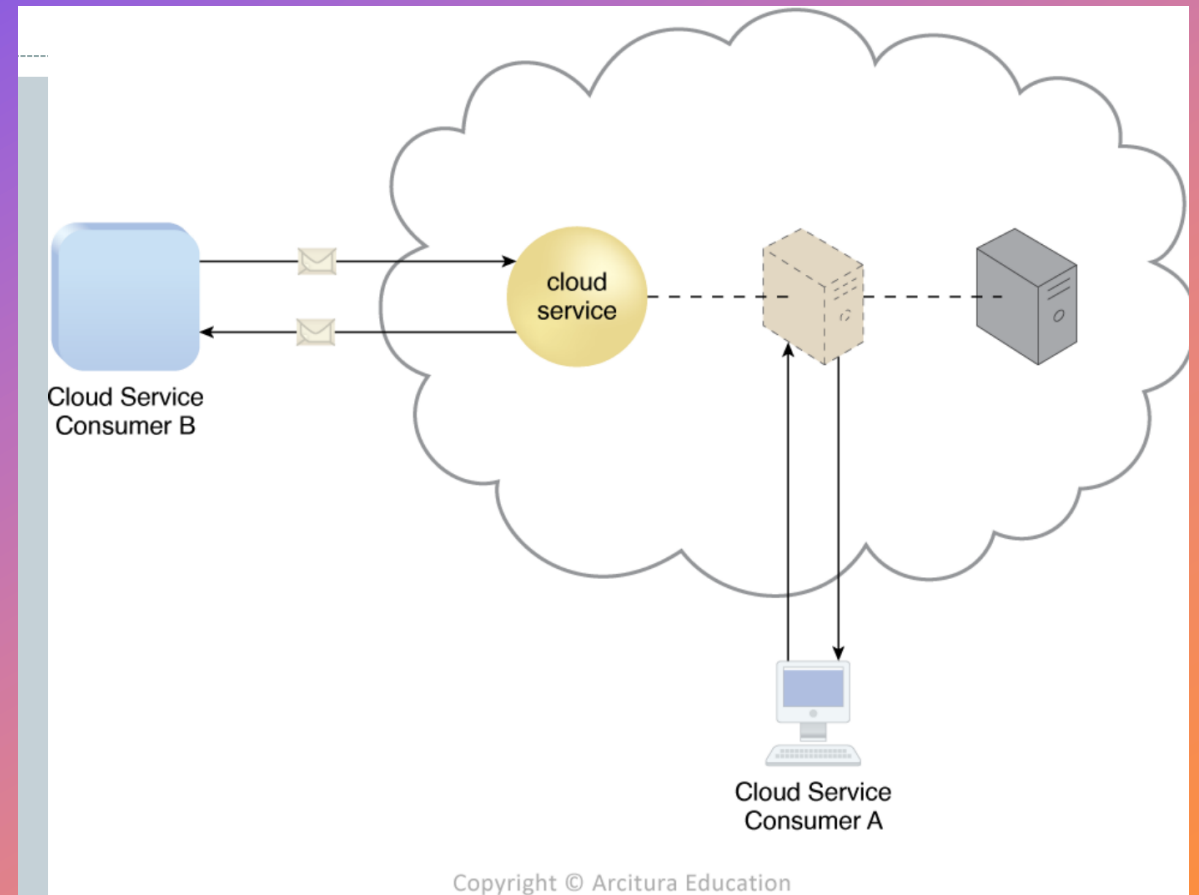 cloud
service
Cloud Service
Consumer B
Cloud Service
Consumer A
Copyright © Arcitura Education